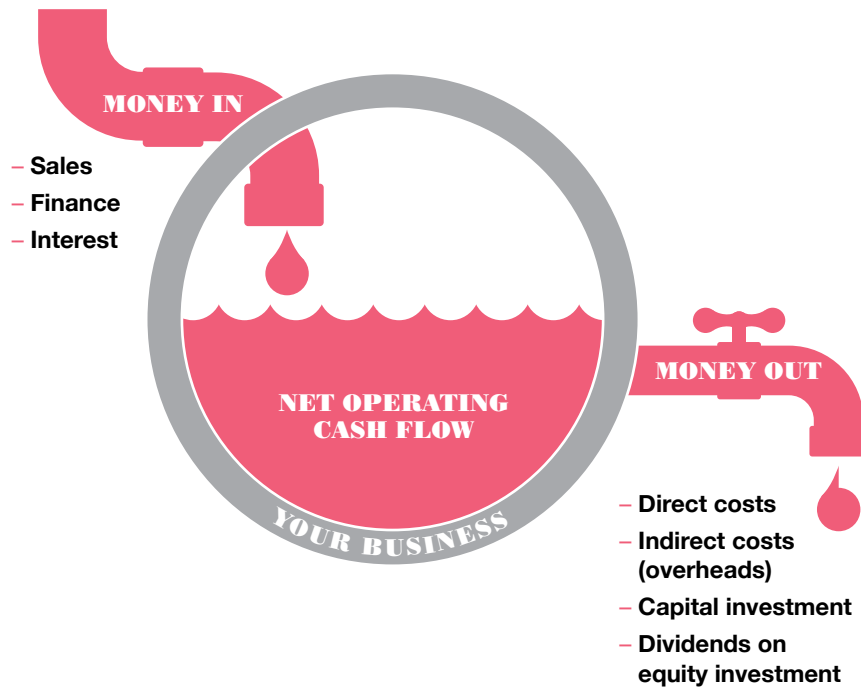 MONEY IN
– Sales
– Finance
– Interest
NET OPERATING
CASH FLOW
YOUR BUSINESS
MONEY OUT
– Direct costs
– Indirect costs
(overheads)
– Capital investment
– Dividends on
equity investment